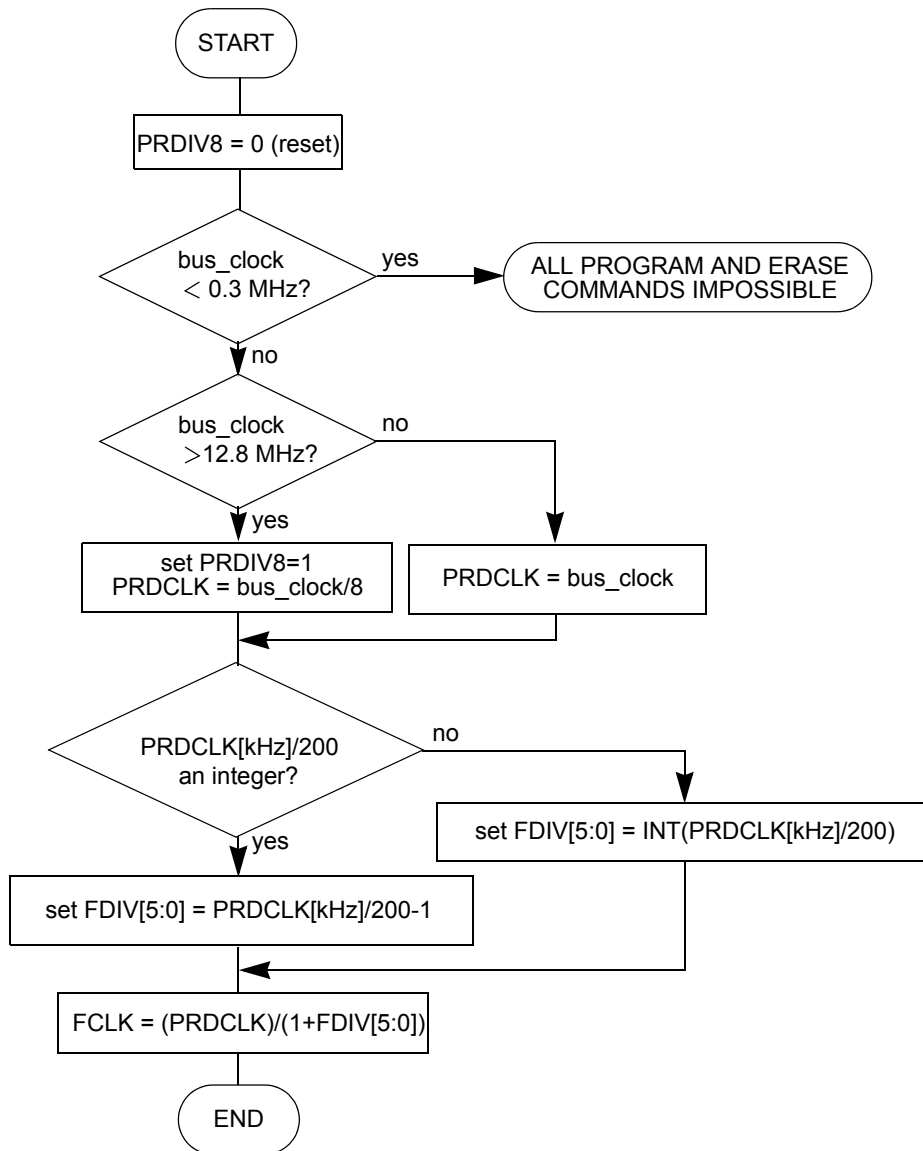 START
PRDIV8 = 0 (reset)
bus_clock
< 0.3 MHz?
yes
ALL PROGRAM AND ERASE
COMMANDS IMPOSSIBLE
no
bus_clock
>12.8 MHz?
no
yes
set PRDIV8=1
PRDCLK = bus_clock/8
PRDCLK = bus_clock
PRDCLK[kHz]/200
an integer?
no
set FDIV[5:0] = INT(PRDCLK[kHz]/200)
yes
set FDIV[5:0] = PRDCLK[kHz]/200-1
FCLK = (PRDCLK)/(1+FDIV[5:0])
END